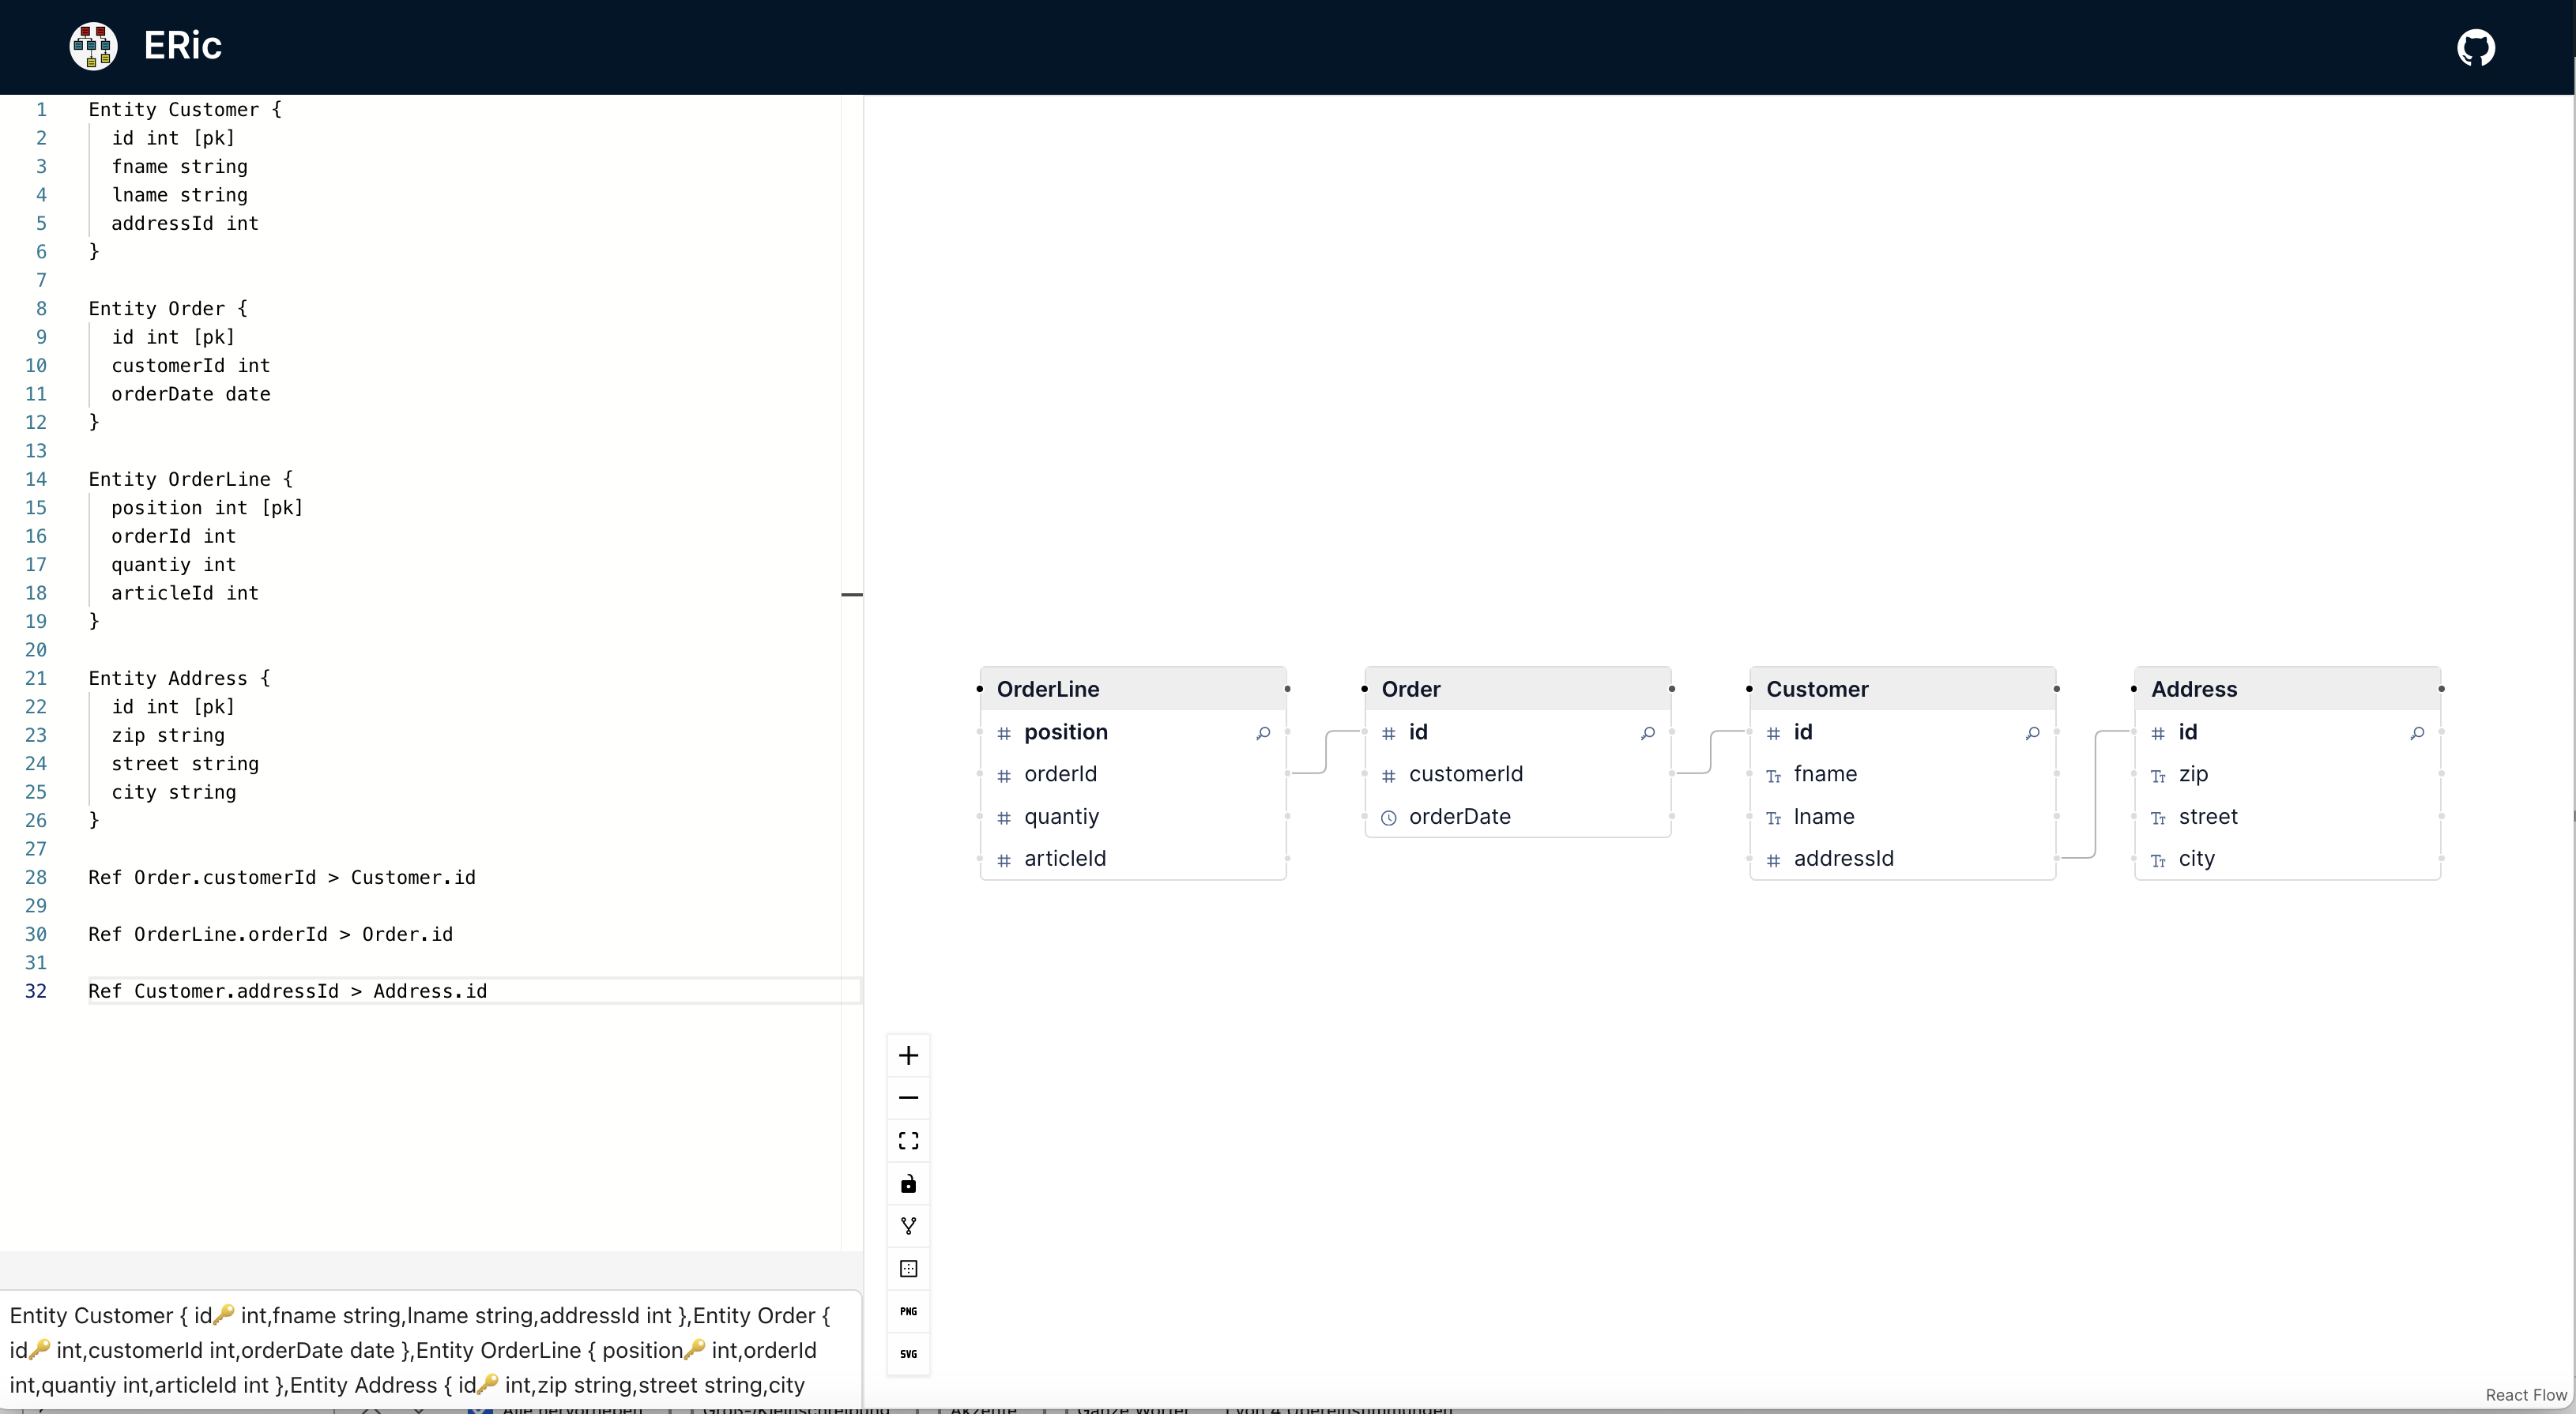 ERic
1 Entity Customer {
2 id int [pk]
3 fname string
4 lname string
5 addressId int
6 }
7
8 Entity Order {
9 id int [pk]
10 customerId int
11 orderDate date
12 }
13
14 Entity OrderLine {
15 position int [pk]
16 orderId int
17 quantiy int
18 articleId int
19 }
20
21 Entity Address {
22 id int [pk]
23 zip string
24 street string
25 city string
26 }
27
28 Ref Order.customerId > Customer.id
29
30 Ref OrderLine.orderId > Order.id
31
32 Ref Customer.addressId > Address.id
Entity Customer { id🔑 int,fname string,lname string,addressId int },Entity Order {
id🔑 int,customerId int,orderDate date },Entity OrderLine { position🔑 int,orderId
int,quantiy int,articleId int },Entity Address { id🔑 int,zip string,street string,city
OrderLine
# position
# orderId
# quantiy
# articleId
Order
# id
# customerId
orderDate
Customer
# id
Tт fname
Tт lname
# addressId
Address
# id
Tт zip
Tт street
Tт city
PNG
SVG
React Flow